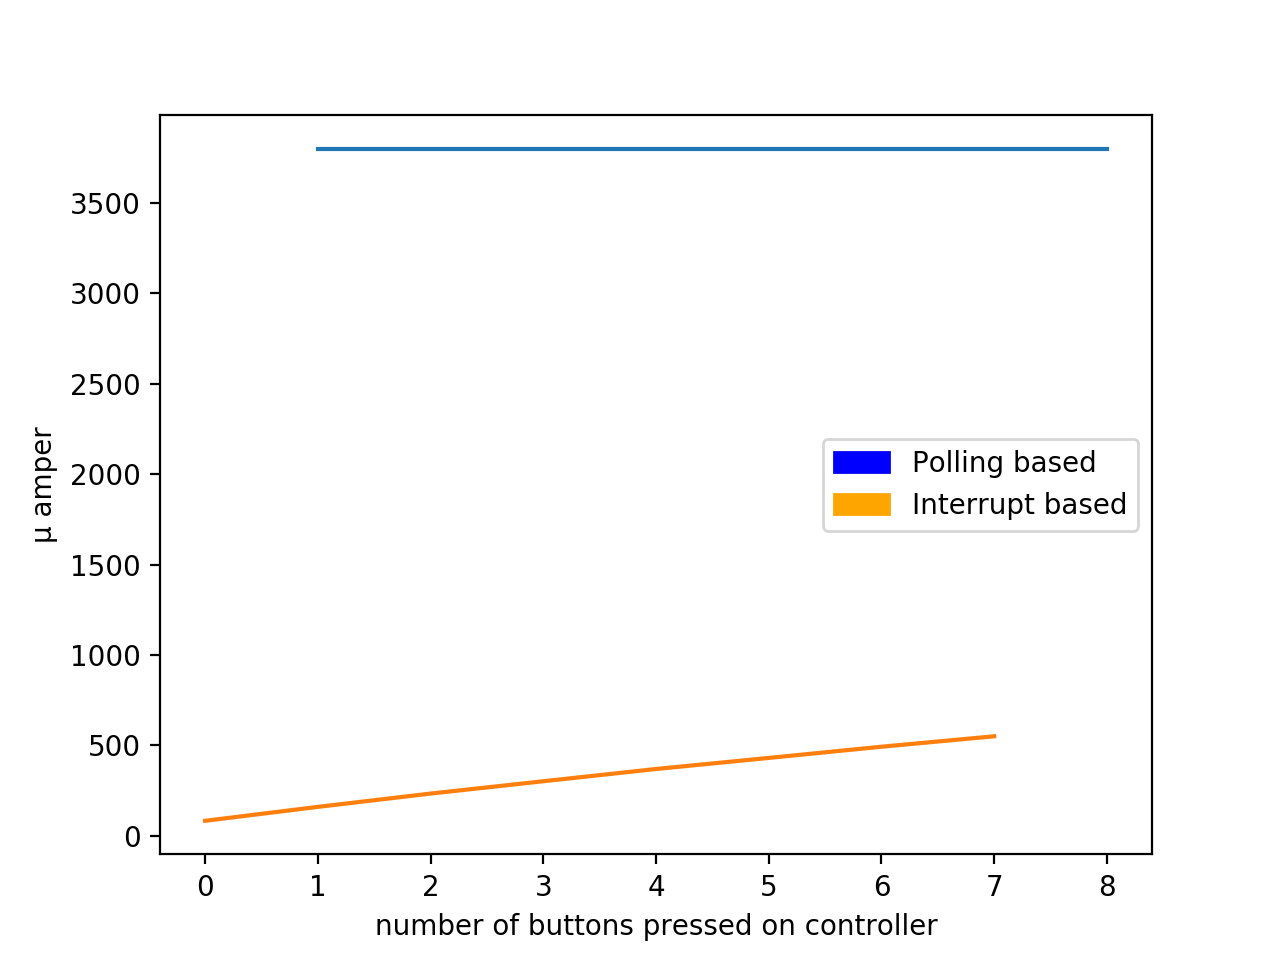 3500
3000
2500
2000
1500
1000
500
0
μ amper
Polling based
Interrupt based
0 1 2 3 4 5 6 7 8
number of buttons pressed on controller